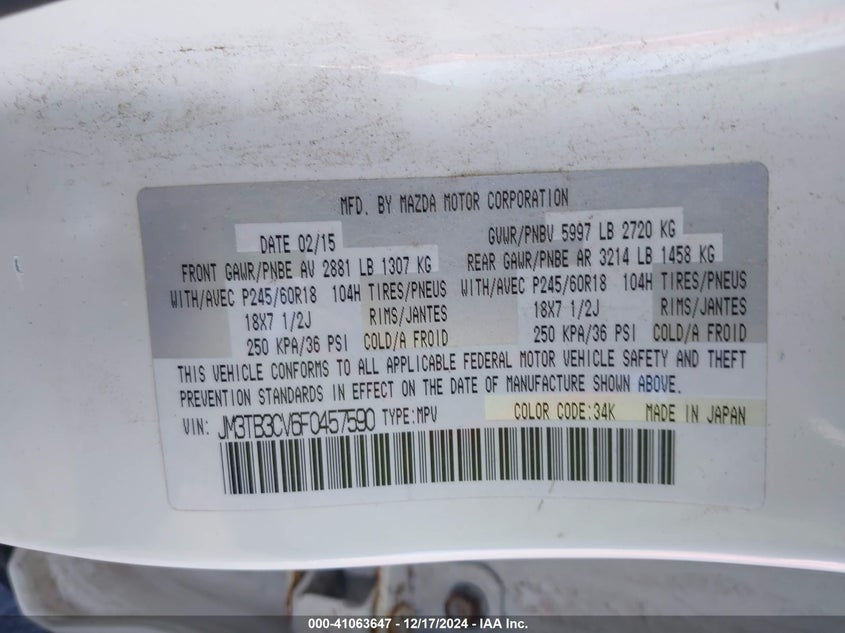 MFD. BY MAZDA MOTOR CORPORATION
DATE 02/15 GVWR/PNBV 5997 LB 2720 KG
FRONT GAWR/PNBE AV 2881 LB 1307 KG REAR GAWR/PNBE AR 3214 LB 1458 KG
WITH/AVEC P245/60R18 104H TIRES/PNEUS WITH/AVEC P245/60R18 104H TIRES/PNEUS
18X7 1/2J RIMS/JANTES 18X7 1/2J RIMS/JANTES
250 KPA/36 PSI COLD/A FROID 250 KPA/36 PSI COLD/A FROID
THIS VEHICLE CONFORMS TO ALL APPLICABLE FEDERAL MOTOR VEHICLE SAFETY AND THEFT
PREVENTION STANDARDS IN EFFECT ON THE DATE OF MANUFACTURE SHOWN ABOVE.
VIN: JM3TB3CV6F0457590 TYPE:MPV COLOR CODE:34K MADE IN JAPAN
000-41063647 - 12/17/2024 - IAA Inc.